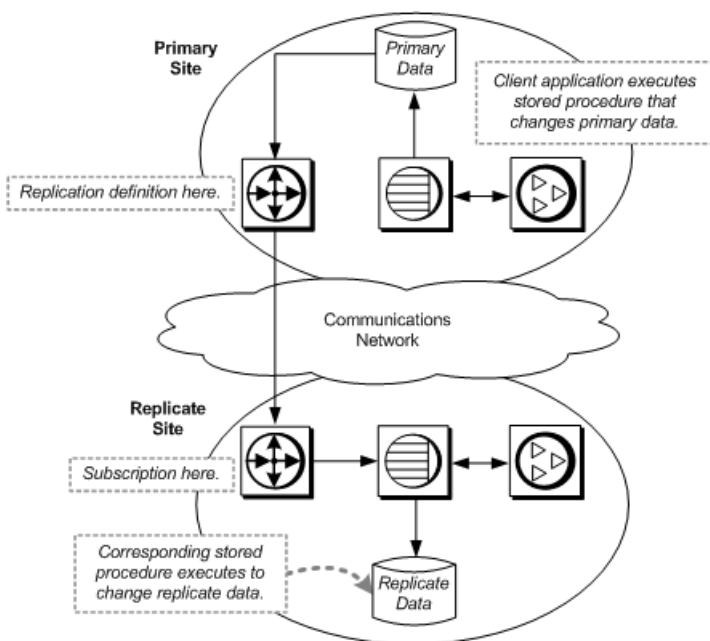 Primary
Site
Primary
Data
Client application executes
stored procedure that
changes primary data.
Replication definition here.
Communications
Network
Replicate
Site
Subscription here.
Corresponding stored
procedure executes to
change replicate data.
Replicate
Data